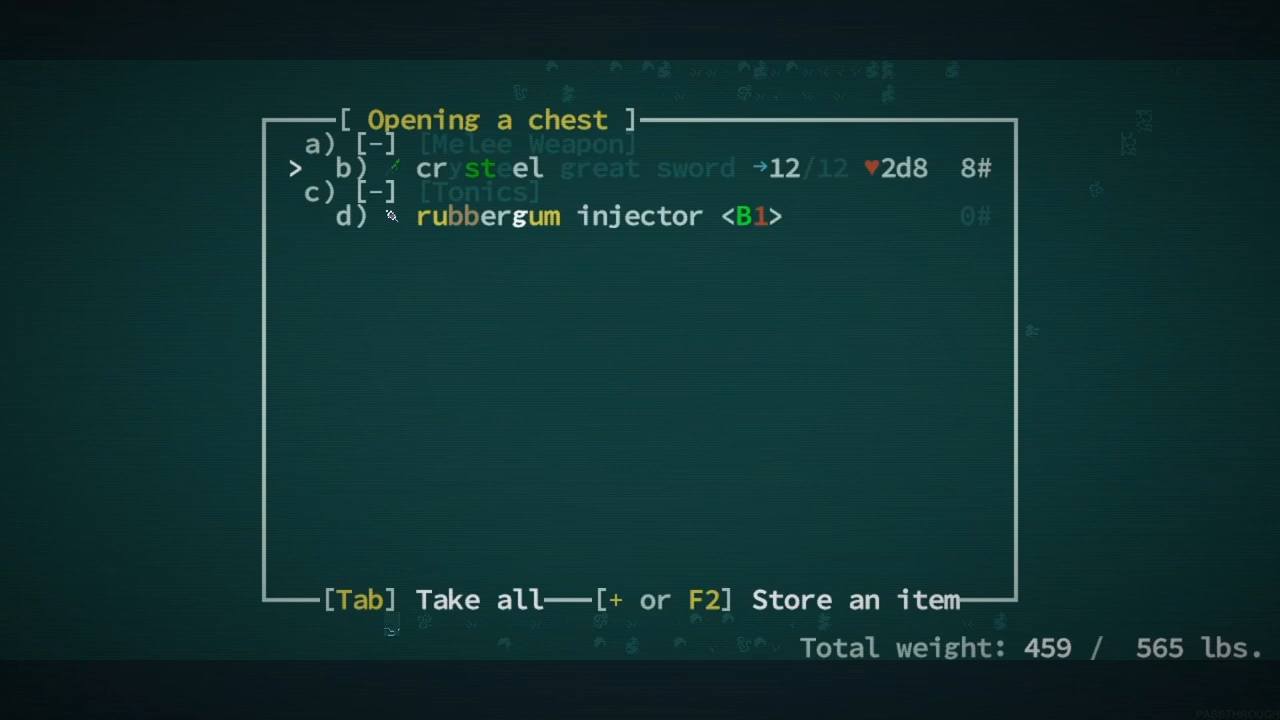 [ Opening a chest ]
a) [-] [Melee Weapon]
> b) crysteel great sword →12/12 ♥2d8 8#
c) [-] [Tonics]
d) rubbergum injector <B1> 0#
[Tab] Take all [+ or F2] Store an item
Total weight: 459 / 565 lbs.
PASSTHROUGH